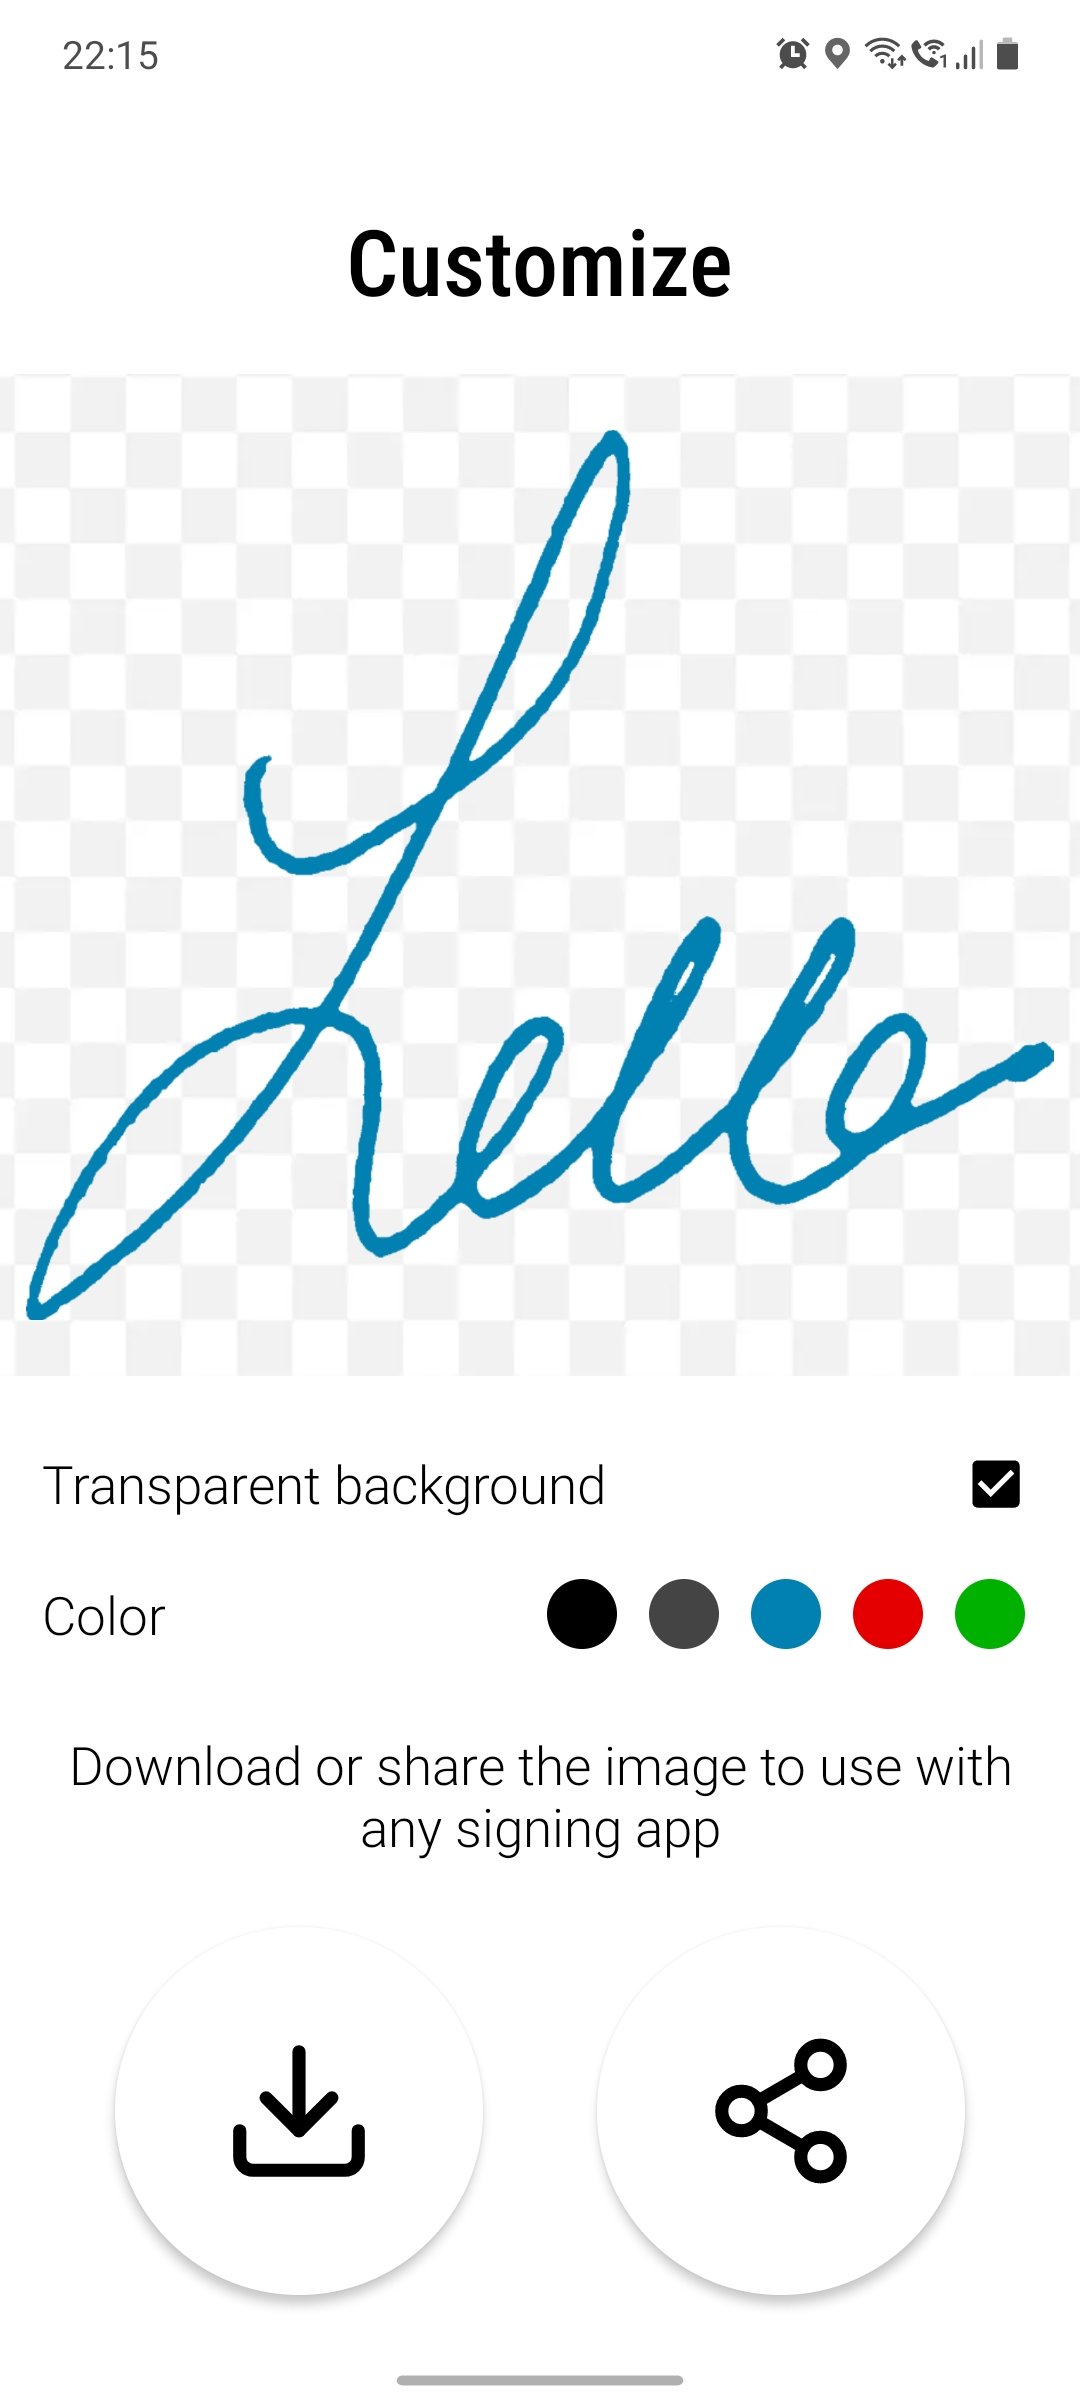 22:15
Customize
Hello
Transparent background
Color
Download or share the image to use with
any signing app